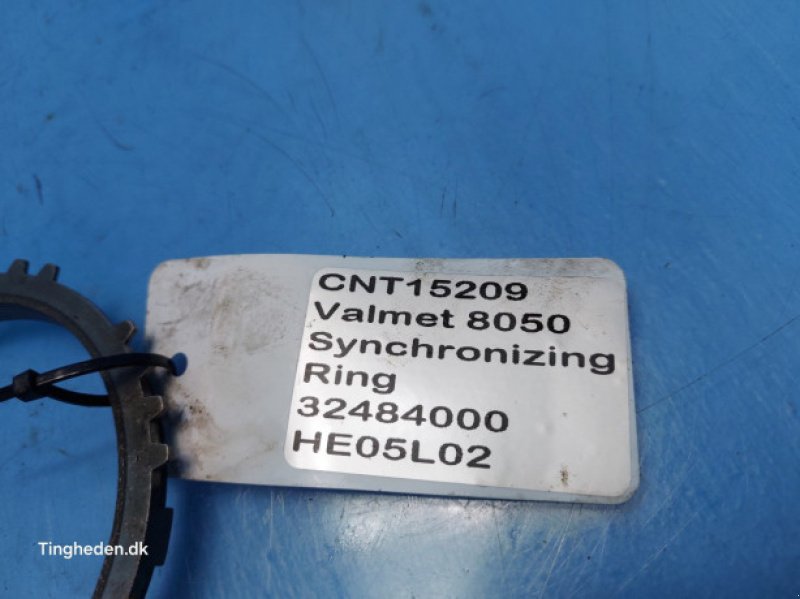 CNT15209
Valmet 8050
Synchronizing
Ring
32484000
HE05L02
Tingheden.dk